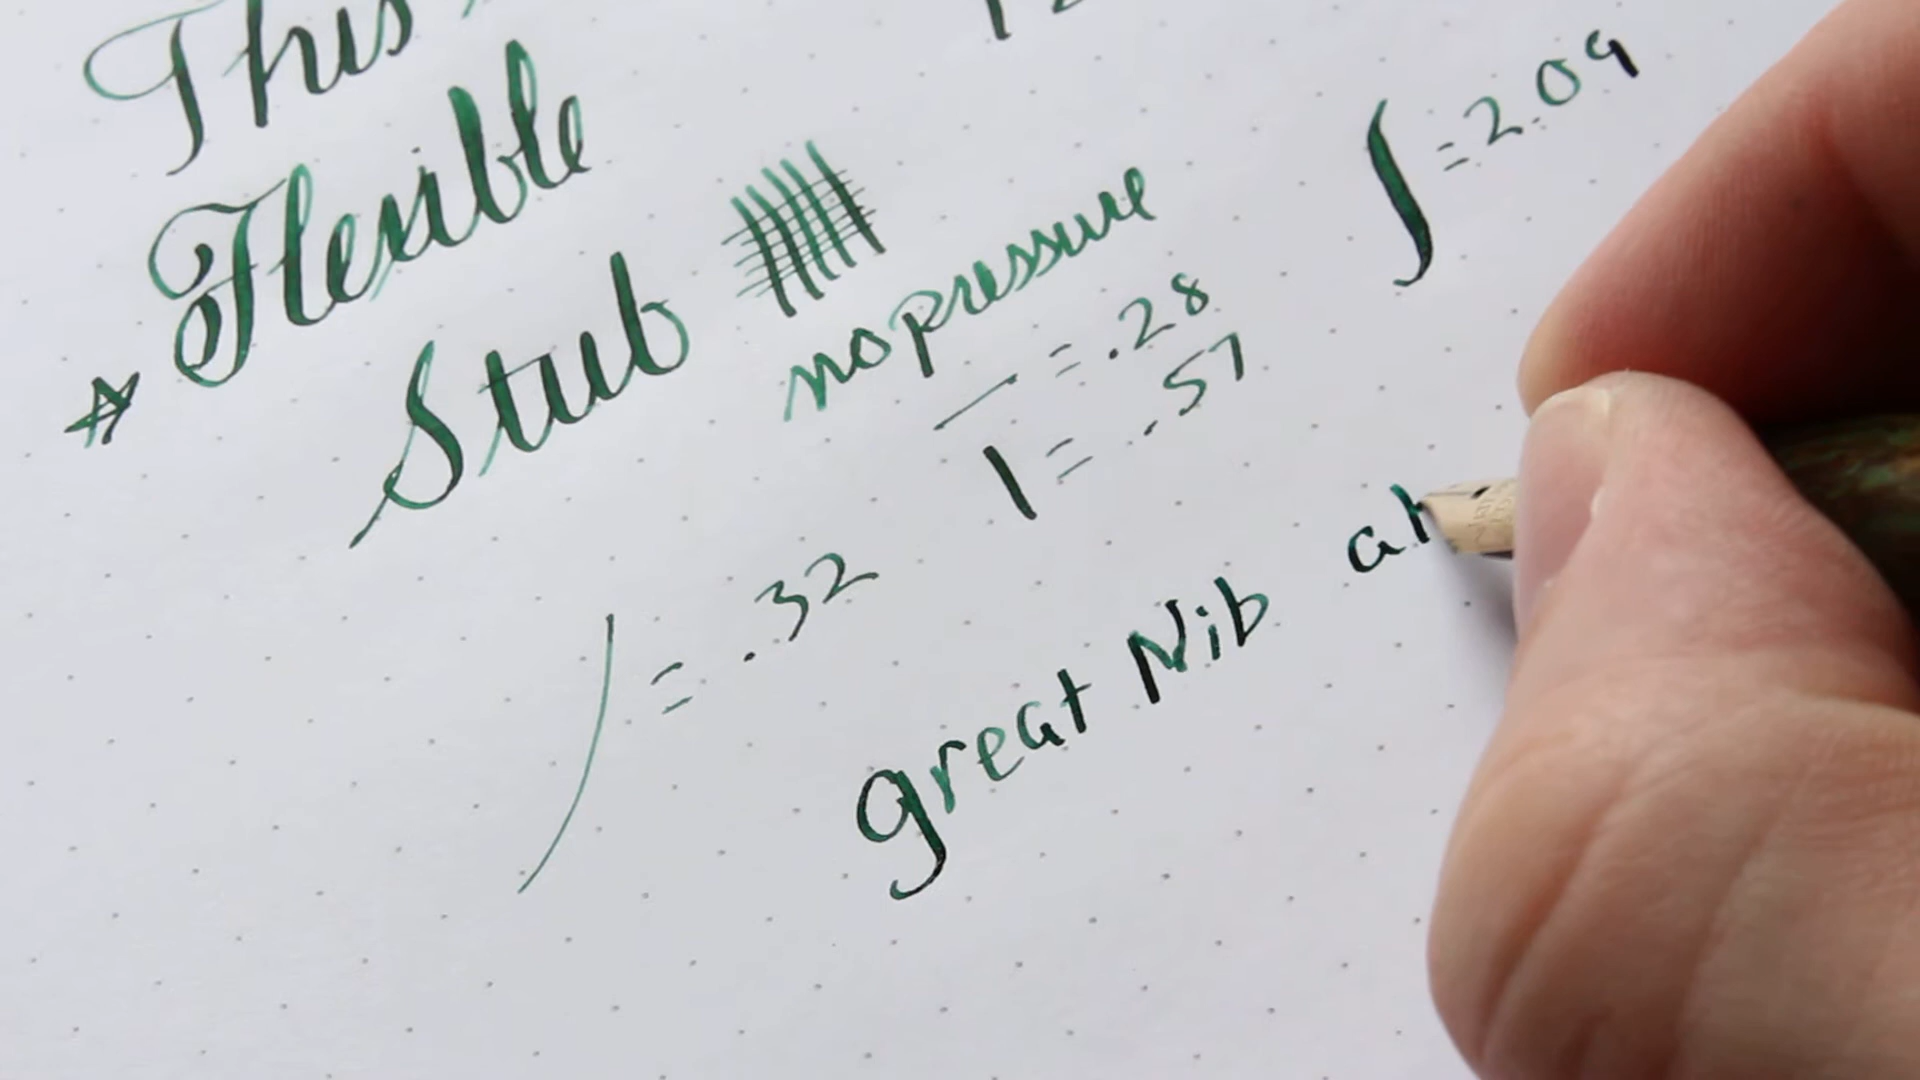 This
Flexible
Stub
no pressure
— = .28
| = .57
∫ = 2.09
/ = .32
great Nib